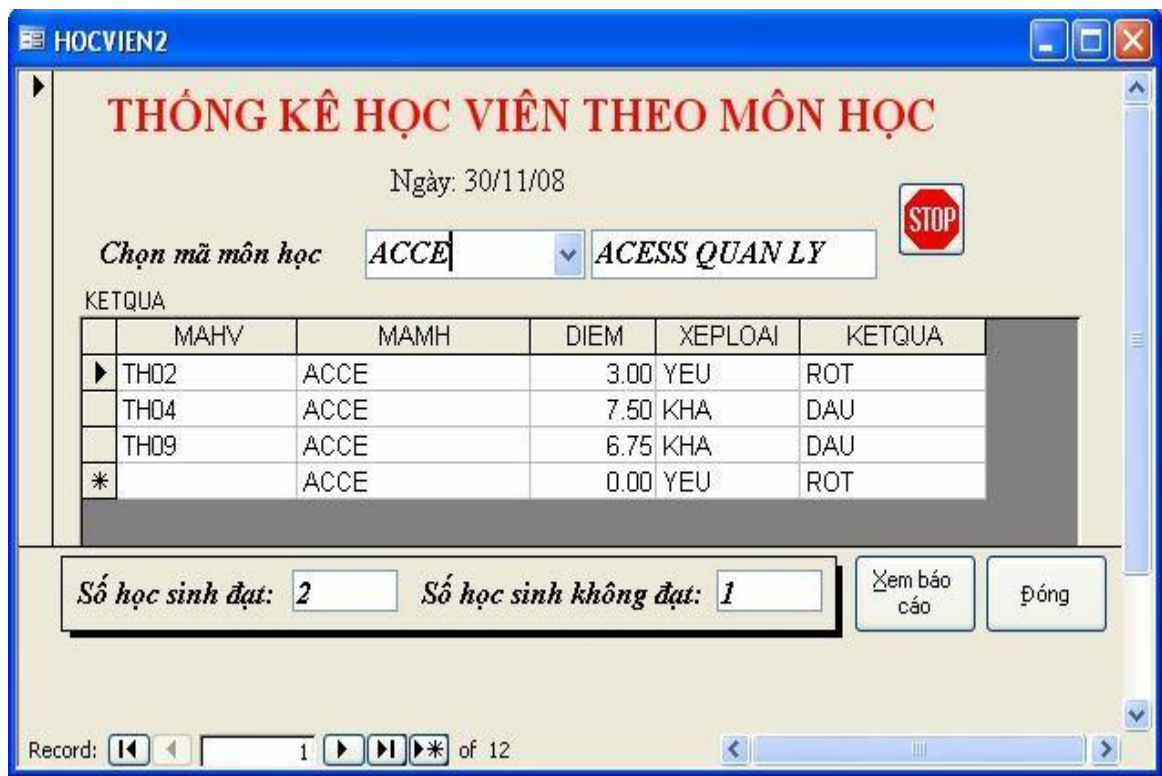 HOCVIEN2
THỐNG KÊ HỌC VIÊN THEO MÔN HỌC
Ngày: 30/11/08
STOP
Chọn mã môn học ACCE ACESS QUAN LY
KETQUA
MAHV MAMH DIEM XEPLOAI KETQUA
TH02 ACCE 3.00 YEU ROT
TH04 ACCE 7.50 KHA DAU
TH09 ACCE 6.75 KHA DAU
ACCE 0.00 YEU ROT
Số học sinh đạt: 2 Số học sinh không đạt: 1 Xem báo cáo Đóng
Record: 1 of 12